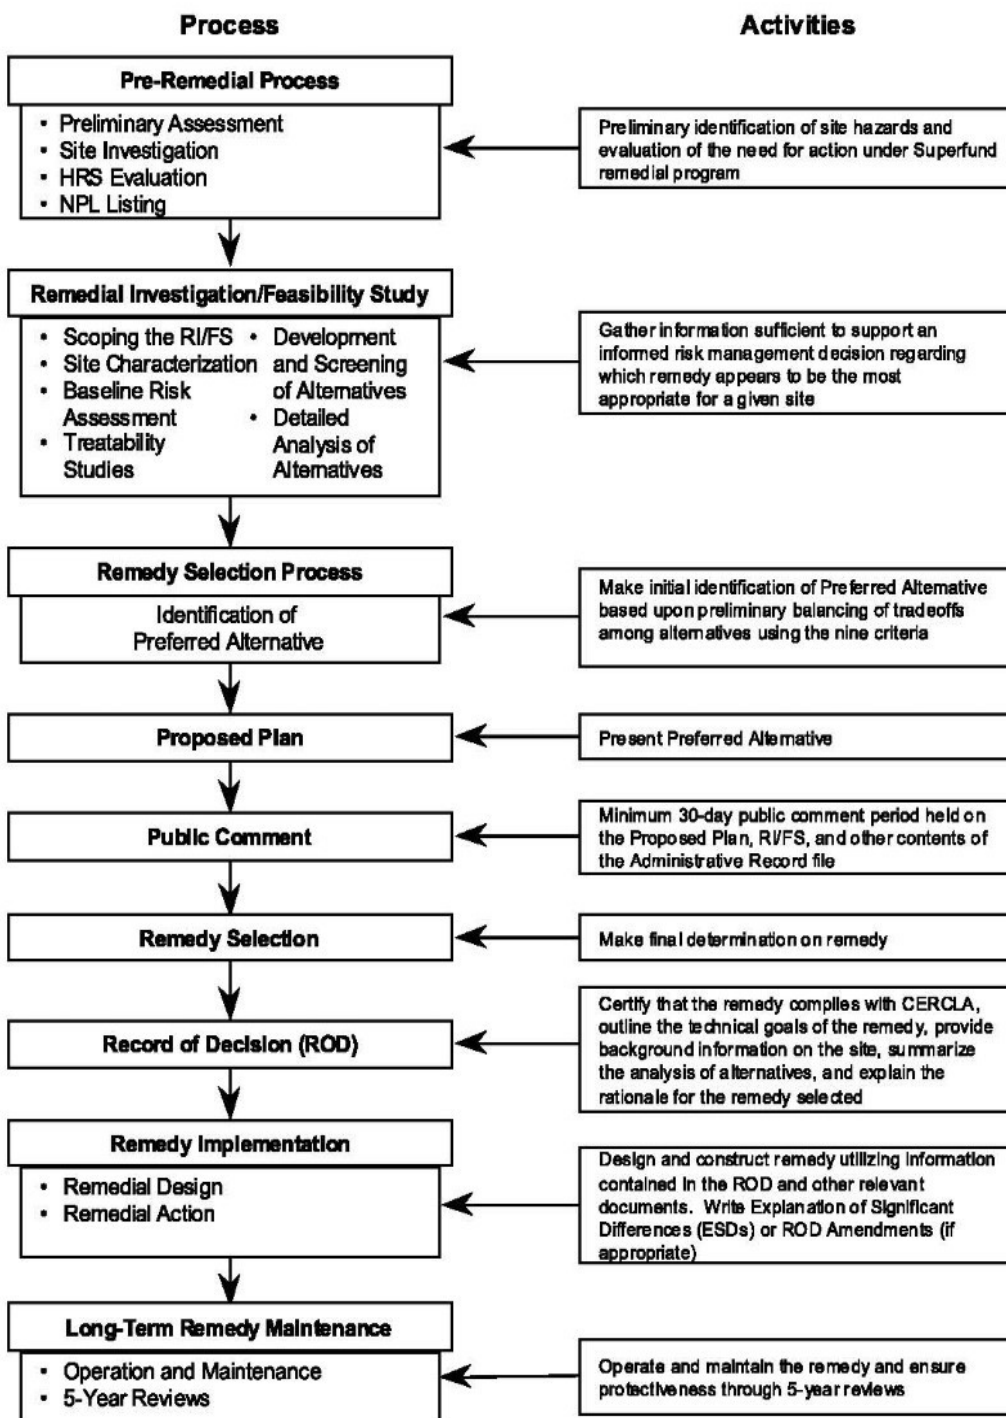 Process
Activities
Pre-Remedial Process
• Preliminary Assessment
• Site Investigation
• HRS Evaluation
• NPL Listing
Preliminary identification of site hazards and
evaluation of the need for action under Superfund
remedial program
Remedial Investigation/Feasibility Study
• Scoping the RI/FS
• Site Characterization
• Baseline Risk
Assessment
• Treatability
Studies
• Development
and Screening
of Alternatives
• Detailed
Analysis of
Alternatives
Gather information sufficient to support an
informed risk management decision regarding
which remedy appears to be the most
appropriate for a given site
Remedy Selection Process
Identification of
Preferred Alternative
Make initial identification of Preferred Alternative
based upon preliminary balancing of tradeoffs
among alternatives using the nine criteria
Proposed Plan
Present Preferred Alternative
Public Comment
Minimum 30-day public comment period held on
the Proposed Plan, RI/FS, and other contents of
the Administrative Record file
Remedy Selection
Make final determination on remedy
Record of Decision (ROD)
Certify that the remedy complies with CERCLA,
outline the technical goals of the remedy, provide
background information on the site, summarize
the analysis of alternatives, and explain the
rationale for the remedy selected
Remedy Implementation
• Remedial Design
• Remedial Action
Design and construct remedy utilizing information
contained in the ROD and other relevant
documents. Write Explanation of Significant
Differences (ESDs) or ROD Amendments (if
appropriate)
Long-Term Remedy Maintenance
• Operation and Maintenance
• 5-Year Reviews
Operate and maintain the remedy and ensure
protectiveness through 5-year reviews